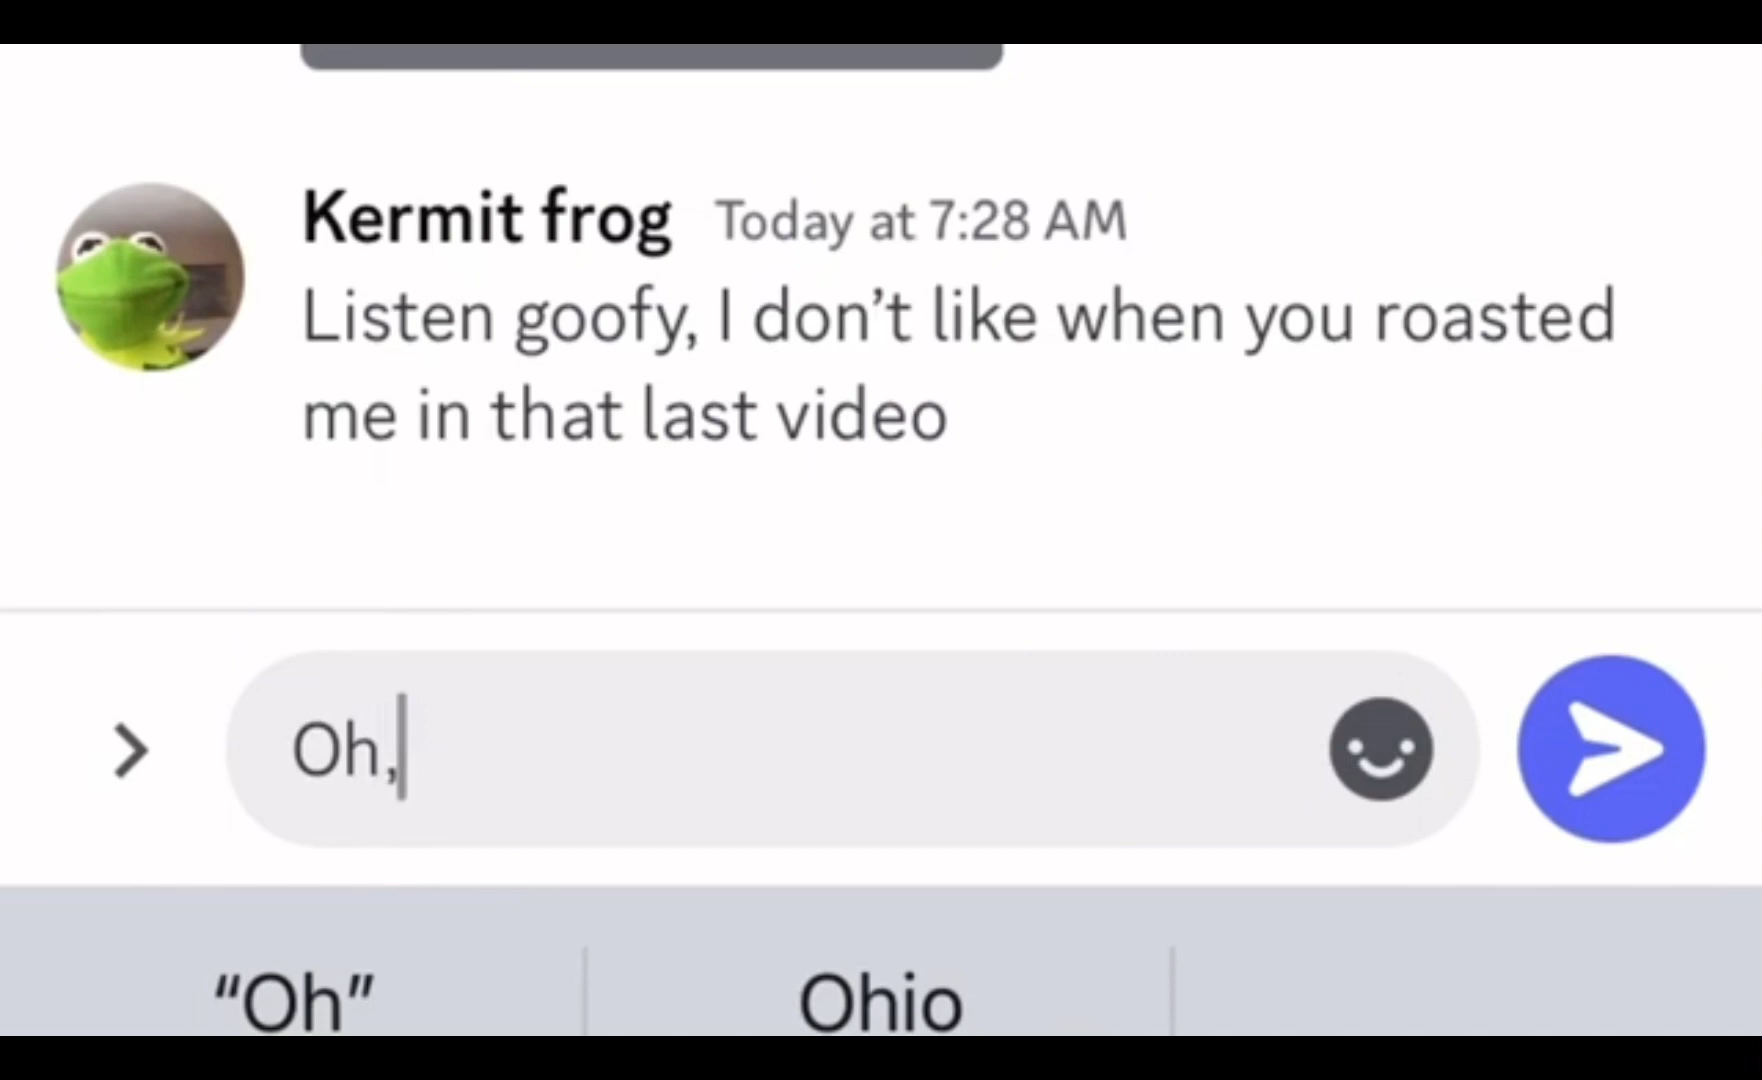 Kermit frog Today at 7:28 AM
Listen goofy, I don’t like when you roasted
me in that last video
Oh,
“Oh” Ohio